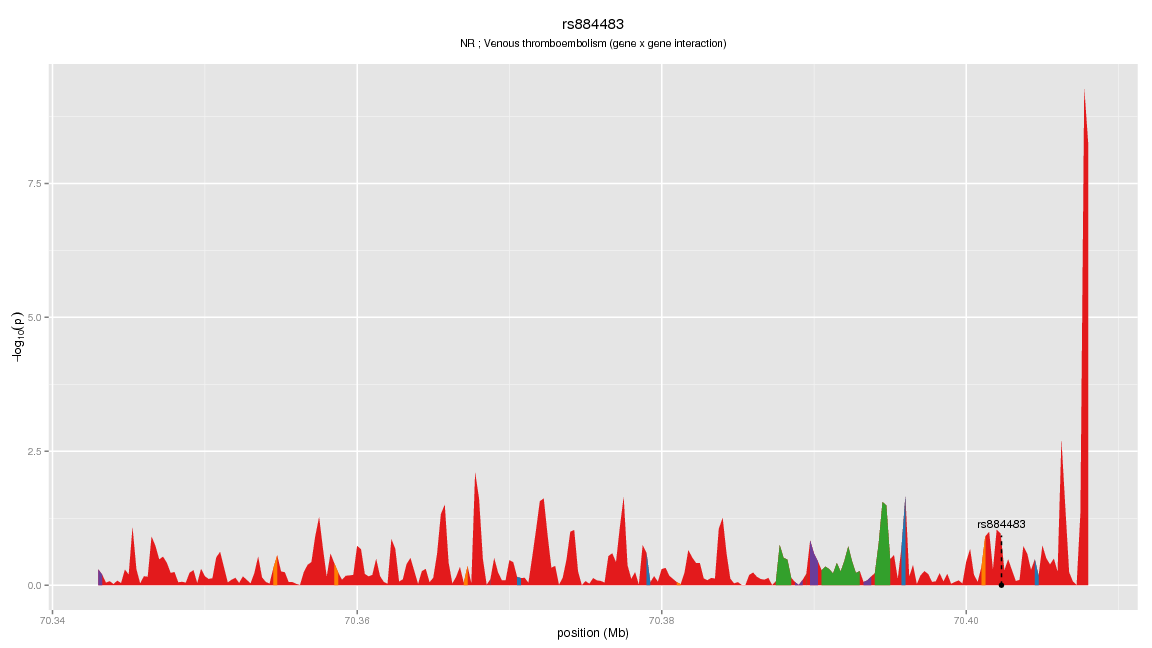 rs884483
NR ; Venous thromboembolism (gene x gene interaction)
−log10(p)
7.5
5.0
2.5
0.0
rs884483
70.34
70.36
70.38
70.40
position (Mb)